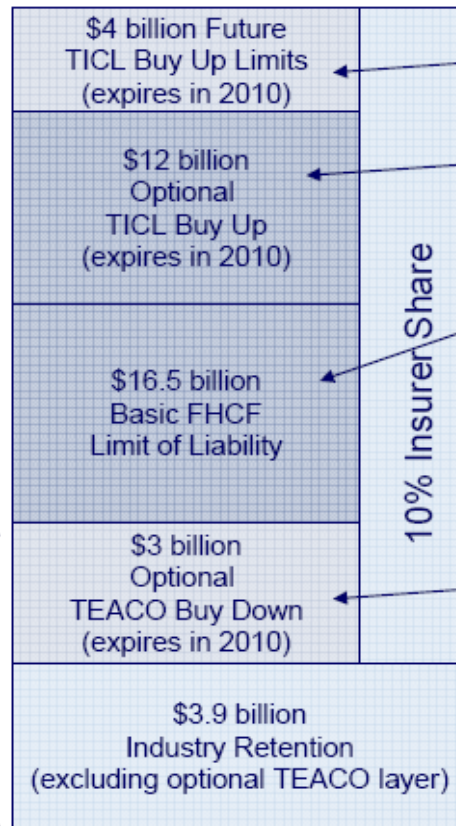 $4 billion Future
TICL Buy Up Limits
(expires in 2010)
$12 billion
Optional
TICL Buy Up
(expires in 2010)
$16.5 billion
Basic FHCF
Limit of Liability
$3 billion
Optional
TEACO Buy Down
(expires in 2010)
10% Insurer Share
$3.9 billion
Industry Retention
(excluding optional TEACO layer)